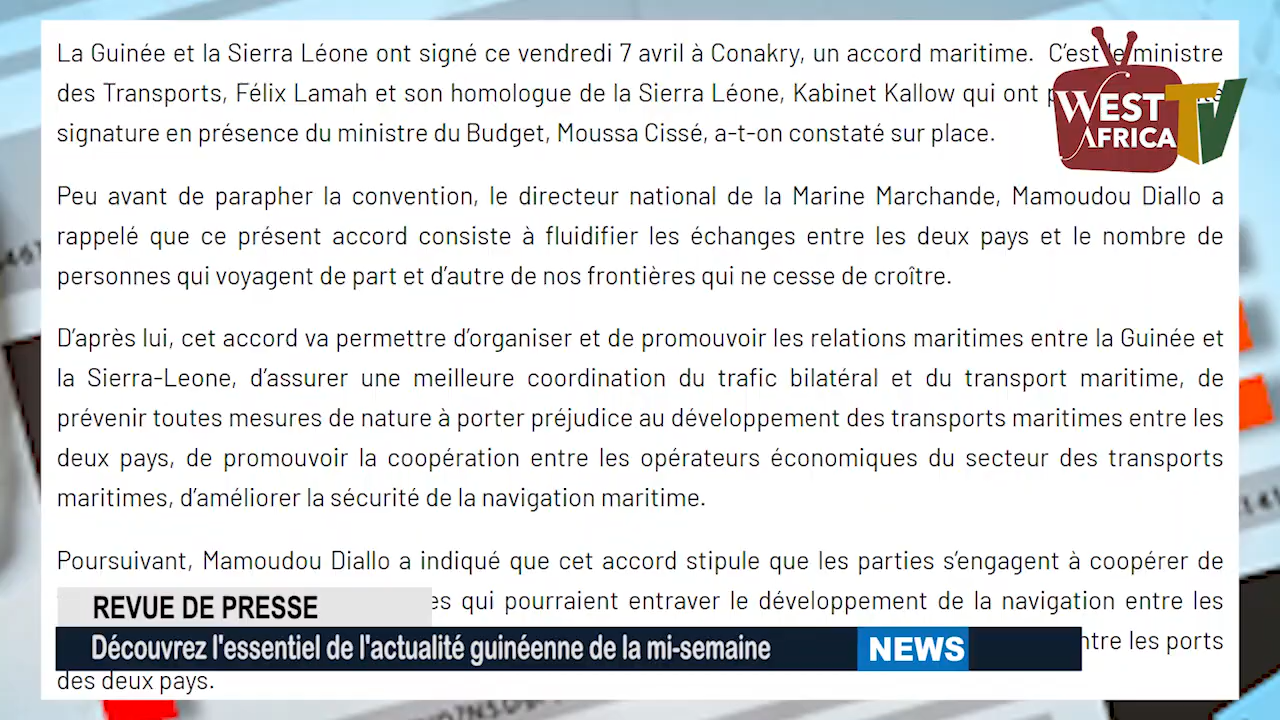 La Guinée et la Sierra Léone ont signé ce vendredi 7 avril à Conakry, un accord maritime. C'est le ministre
des Transports, Félix Lamah et son homologue de la Sierra Léone, Kabinet Kallow qui ont
signature en présence du ministre du Budget, Moussa Cissé, a-t-on constaté sur place.
WEST AFRICA TV
Peu avant de parapher la convention, le directeur national de la Marine Marchande, Mamoudou Diallo a
rappelé que ce présent accord consiste à fluidifier les échanges entre les deux pays et le nombre de
personnes qui voyagent de part et d'autre de nos frontières qui ne cesse de croître.
D'après lui, cet accord va permettre d'organiser et de promouvoir les relations maritimes entre la Guinée et
la Sierra-Leone, d'assurer une meilleure coordination du trafic bilatéral et du transport maritime, de
prévenir toutes mesures de nature à porter préjudice au développement des transports maritimes entre les
deux pays, de promouvoir la coopération entre les opérateurs économiques du secteur des transports
maritimes, d'améliorer la sécurité de la navigation maritime.
Poursuivant, Mamoudou Diallo a indiqué que cet accord stipule que les parties s'engagent à coopérer de
qui pourraient entraver le développement de la navigation entre les
les ports
des deux pays.
REVUE DE PRESSE
Découvrez l'essentiel de l'actualité guinéenne de la mi-semaine
NEWS